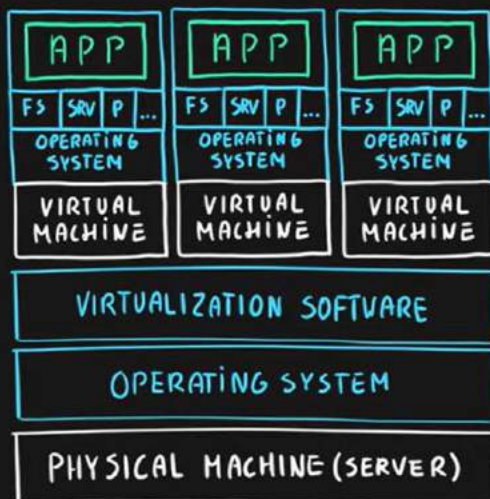 APP APP APP
FS SRV P ... FS SRV P ... FS SRV P ...
OPERATING OPERATING OPERATING
SYSTEM SYSTEM SYSTEM
VIRTUAL VIRTUAL VIRTUAL
MACHINE MACHINE MACHINE
VIRTUALIZATION SOFTWARE
OPERATING SYSTEM
PHYSICAL MACHINE (SERVER)